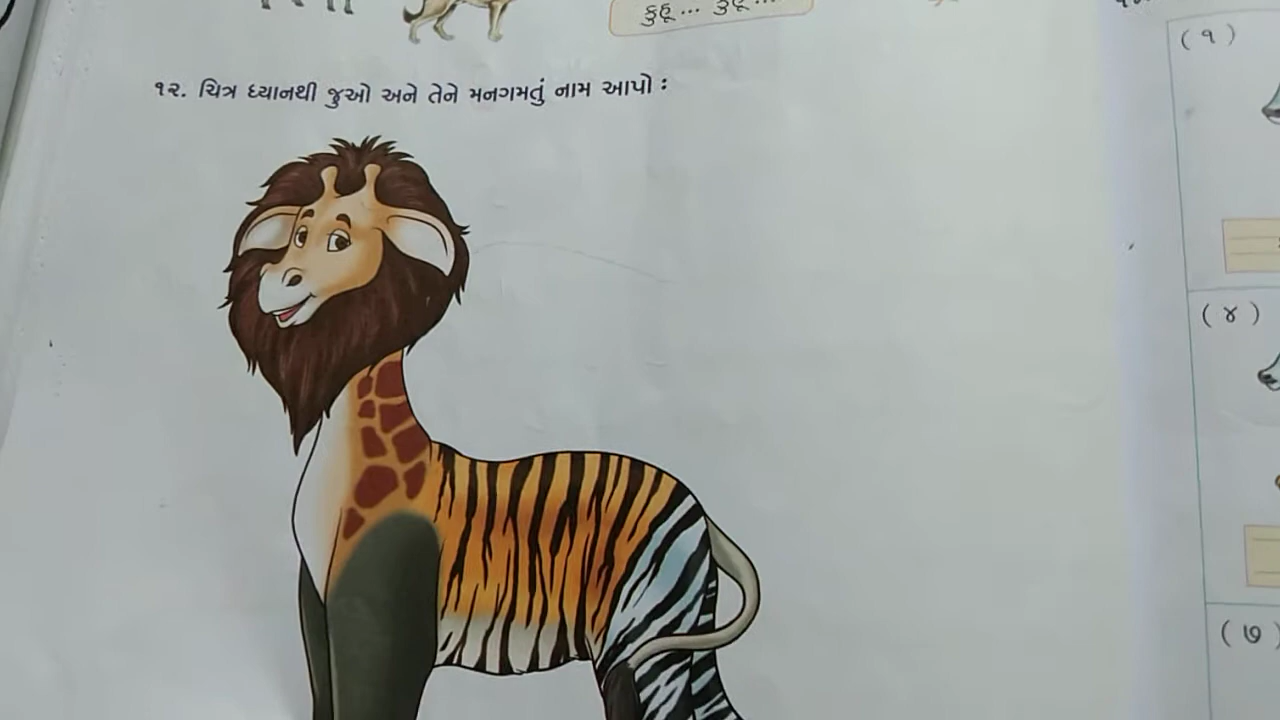 કુહૂ... કુહૂ...
૧૨. ચિત્ર ધ્યાનથી જુઓ અને તેને મનગમતું નામ આપો :
(૧)
(૪)
(૭)